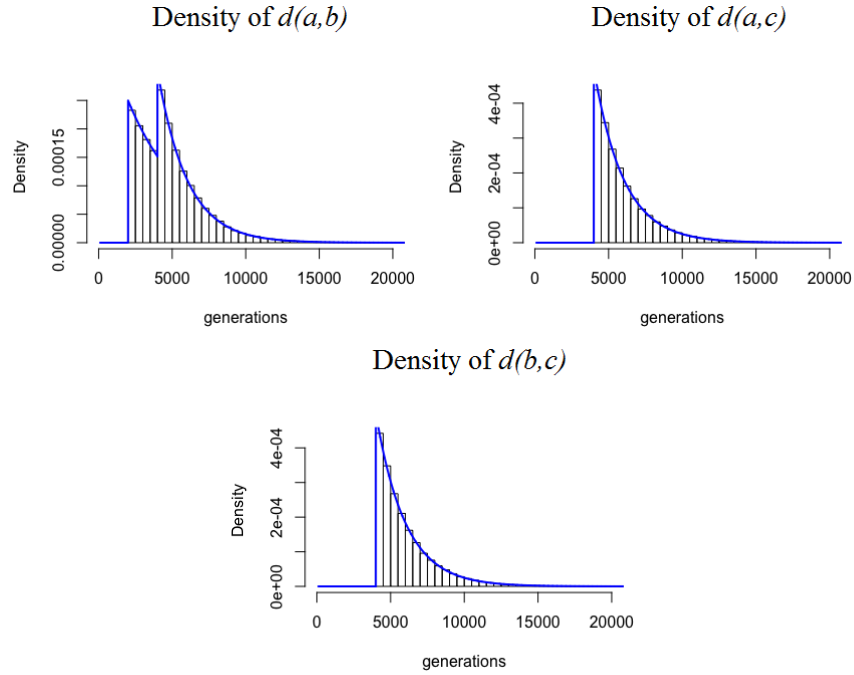 Density of d(a,b)
Density
0.00000
0.00015
0
5000
10000
15000
20000
generations
Density of d(a,c)
Density
0e+00
2e-04
4e-04
0
5000
10000
15000
20000
generations
Density of d(b,c)
Density
0e+00
2e-04
4e-04
0
5000
10000
15000
20000
generations